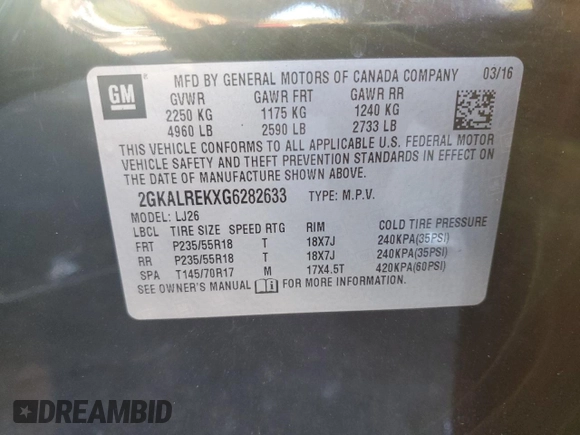 GM
MFD BY GENERAL MOTORS OF CANADA COMPANY 03/16
GVWR GAWR FRT GAWR RR
2250 KG 1175 KG 1240 KG
4960 LB 2590 LB 2733 LB
THIS VEHICLE CONFORMS TO ALL APPLICABLE U.S. FEDERAL MOTOR
VEHICLE SAFETY AND THEFT PREVENTION STANDARDS IN EFFECT ON
THE DATE OF MANUFACTURE SHOWN ABOVE.
2GKALREKXG6282633 TYPE: M.P.V.
MODEL: LJ26
LBCL TIRE SIZE SPEED RTG RIM COLD TIRE PRESSURE
FRT P235/55R18 T 18X7J 240KPA(35PSI)
RR P235/55R18 T 18X7J 240KPA(35PSI)
SPA T145/70R17 M 17X4.5T 420KPA(60PSI)
SEE OWNER'S MANUAL i FOR MORE INFORMATION.
DREAMBID